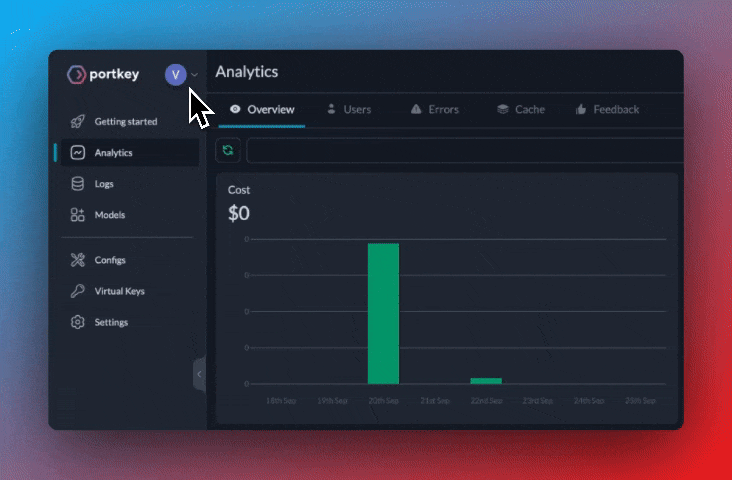 portkey
V
Getting started
Analytics
Logs
Models
Configs
Virtual Keys
Settings
Analytics
Overview
Users
Errors
Cache
Feedback
Cost
$0
0
0
0
0
0
18th Sep
19th Sep
20th Sep
21st Sep
22nd Sep
23rd Sep
24th Sep
25th Sep